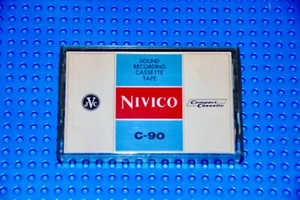 SOUND
RECORDING
CASSETTE
TAPE
JVC
NIVICO
Compact
Cassette
C-90